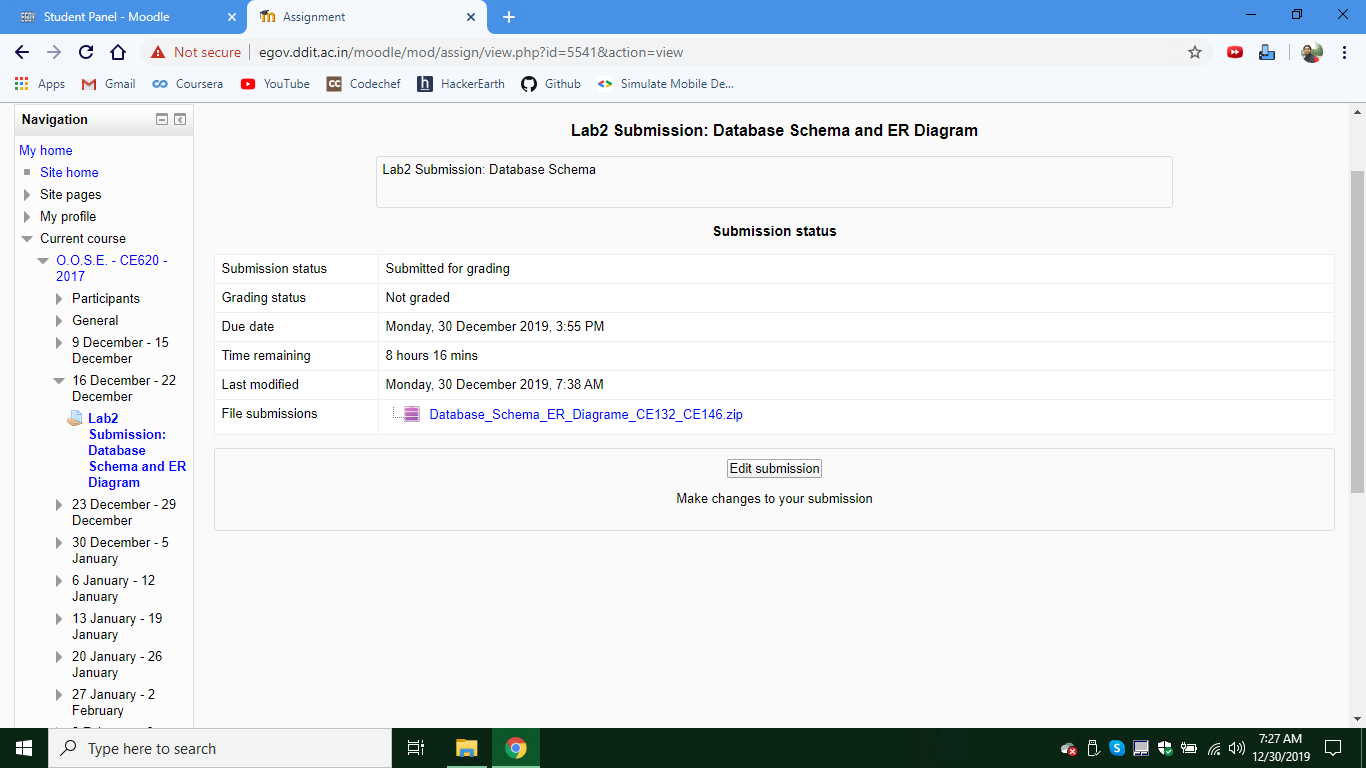 Student Panel - Moodle
Assignment
Not secure
egov.ddit.ac.in/moodle/mod/assign/view.php?id=5541&action=view
Apps
Gmail
Coursera
YouTube
CC
Codechef
h
HackerEarth
Github
Simulate Mobile De...
Navigation
My home
Site home
Site pages
My profile
Current course
O.O.S.E. - CE620 -
2017
Participants
General
9 December - 15
December
16 December - 22
December
Lab2
Submission:
Database
Schema and ER
Diagram
23 December - 29
December
30 December - 5
January
6 January - 12
January
13 January - 19
January
20 January - 26
January
27 January - 2
February
Lab2 Submission: Database Schema and ER Diagram
Lab2 Submission: Database Schema
Submission status
Submission status Submitted for grading
Grading status Not graded
Due date Monday, 30 December 2019, 3:55 PM
Time remaining 8 hours 16 mins
Last modified Monday, 30 December 2019, 7:38 AM
File submissions Database_Schema_ER_Diagrame_CE132_CE146.zip
Edit submission
Make changes to your submission
Type here to search
7:27 AM
12/30/2019